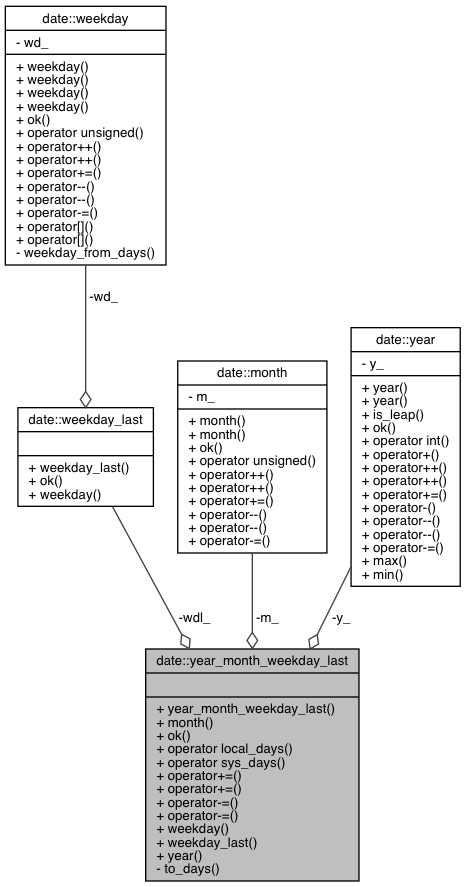 date::weekday
- wd_
+ weekday()
+ weekday()
+ weekday()
+ weekday()
+ ok()
+ operator unsigned()
+ operator++()
+ operator++()
+ operator+=()
+ operator--()
+ operator--()
+ operator-=()
+ operator[]()
+ operator[]()
- weekday_from_days()
-wd_
date::weekday_last
+ weekday_last()
+ ok()
+ weekday()
date::month
- m_
+ month()
+ month()
+ ok()
+ operator unsigned()
+ operator++()
+ operator++()
+ operator+=()
+ operator--()
+ operator--()
+ operator-=()
date::year
- y_
+ year()
+ year()
+ is_leap()
+ ok()
+ operator int()
+ operator+()
+ operator++()
+ operator++()
+ operator+=()
+ operator-()
+ operator--()
+ operator--()
+ operator-=()
+ max()
+ min()
-wdl_
-m_
-y_
date::year_month_weekday_last
+ year_month_weekday_last()
+ month()
+ ok()
+ operator local_days()
+ operator sys_days()
+ operator+=()
+ operator+=()
+ operator-=()
+ operator-=()
+ weekday()
+ weekday_last()
+ year()
- to_days()